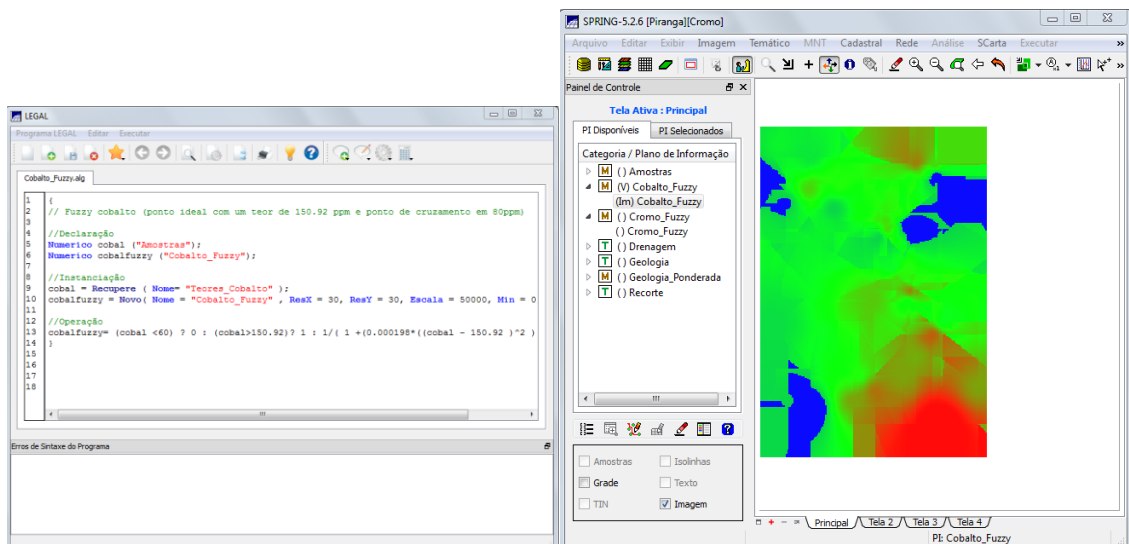 LEGAL
Programa LEGAL Editar Executar
Cobalto_Fuzzy.alg
1 {
2 // Fuzzy cobalto (ponto ideal com um teor de 150.92 ppm e ponto de cruzamento em 80ppm)
3
4 //Declaração
5 Numerico cobal ("Amostras");
6 Numerico cobalfuzzy ("Cobalto_Fuzzy");
7
8 //Instanciação
9 cobal = Recupere ( Nome= "Teores_Cobalto" );
10 cobalfuzzy = Novo( Nome = "Cobalto_Fuzzy" , ResX = 30, ResY = 30, Escala = 50000, Min = 0
11
12 //Operação
13 cobalfuzzy= (cobal <60) ? 0 : (cobal>150.92)? 1 : 1/( 1 +(0.000198*((cobal - 150.92 )^2 )
14 }
15
16
17
18
Erros de Sintaxe do Programa
SPRING-5.2.6 [Piranga][Cromo]
Arquivo Editar Exibir Imagem Temático MNT Cadastral Rede Análise SCarta Executar »
Painel de Controle
Tela Ativa : Principal
PI Disponíveis PI Selecionados
Categoria / Plano de Informação
M () Amostras
M (V) Cobalto_Fuzzy
(Im) Cobalto_Fuzzy
M () Cromo_Fuzzy
() Cromo_Fuzzy
T () Drenagem
T () Geologia
M () Geologia_Ponderada
T () Recorte
Amostras Isolinhas
Grade Texto
TIN Imagem
Principal Tela 2 Tela 3 Tela 4
PI: Cobalto_Fuzzy